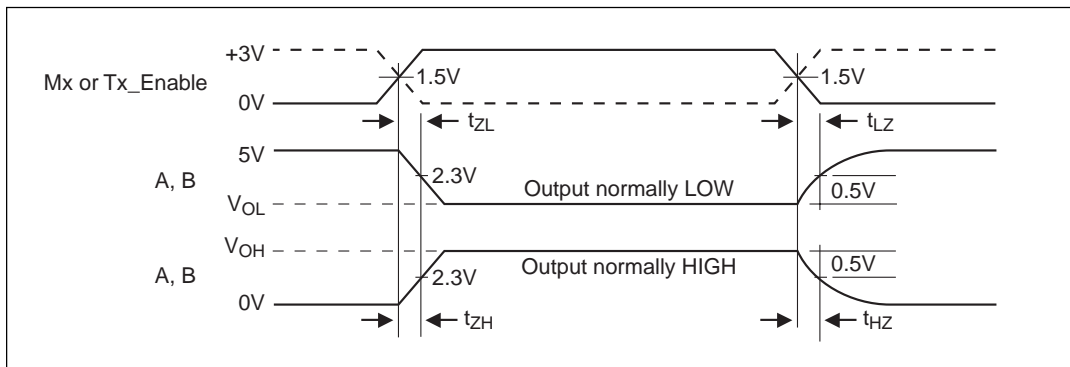 +3V
Mx or Tx_Enable
1.5V
1.5V
0V
tZL
tLZ
5V
A, B
2.3V
Output normally LOW
0.5V
VOL
VOH
A, B
2.3V
Output normally HIGH
0.5V
0V
tZH
tHZ